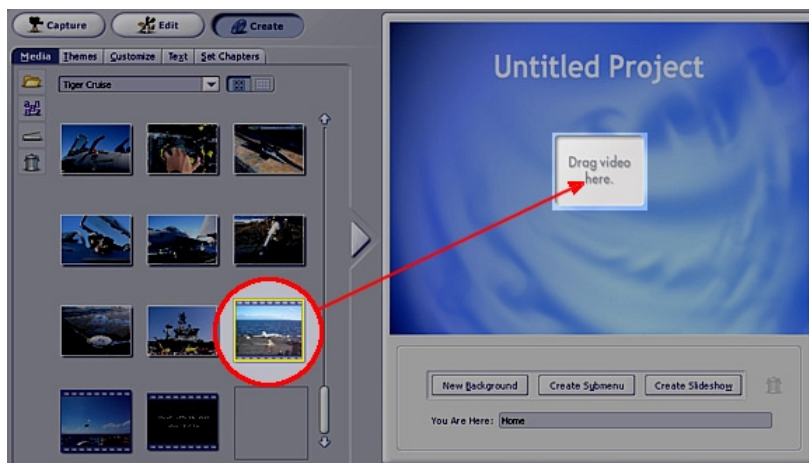 Capture
Edit
Create
Media Themes Customize Text Set Chapters
Tiger Cruise
Untitled Project
Drag video
here.
New Background
Create Submenu
Create Slideshow
You Are Here: Home